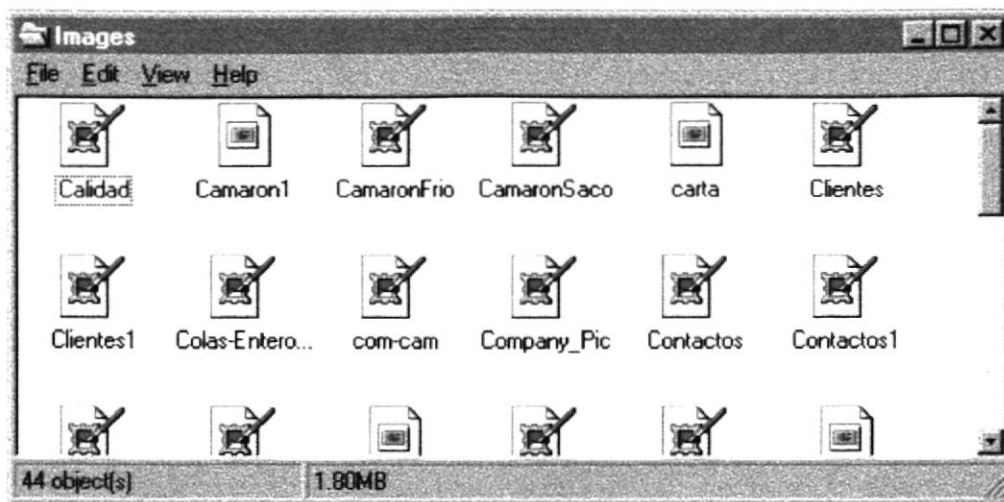 Images
File Edit View Help
Calidad Camaron1 CamaronFrio CamaronSaco carta Clientes
Clientes1 Colas-Entero... com-cam Company_Pic Contactos Contactos1
44 object(s) 1.80MB